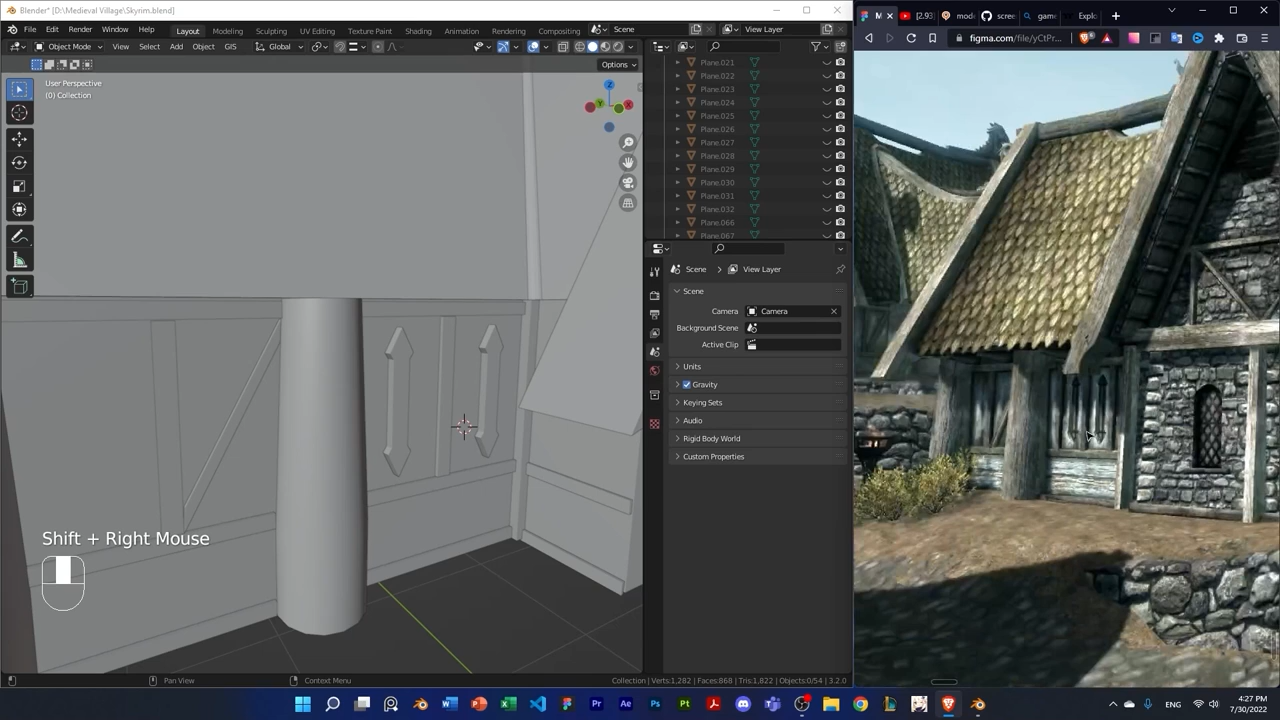 Blender* [D:\Medieval Village\Skyrim.blend]
File Edit Render Window Help Layout Modeling Sculpting UV Editing Texture Paint Shading Animation Rendering Compositing Scene View Layer
Object Mode View Select Add Object GIS Global
Options
User Perspective
(0) Collection
Z
X
Y
Plane.021
Plane.022
Plane.023
Plane.024
Plane.025
Plane.026
Plane.027
Plane.028
Plane.029
Plane.030
Plane.031
Plane.032
Plane.066
Plane.067
Scene View Layer
Scene
Camera Camera
Background Scene
Active Clip
Units
Gravity
Keying Sets
Audio
Rigid Body World
Custom Properties
Shift + Right Mouse
Pan View Context Menu Collection | Verts:1,282 | Faces:868 | Tris:1,822 | Objects:0/54 | 3.2.0
M [2.93] mode scree game Explo
figma.com/file/yCtPr...
ENG 4:27 PM
7/30/2022